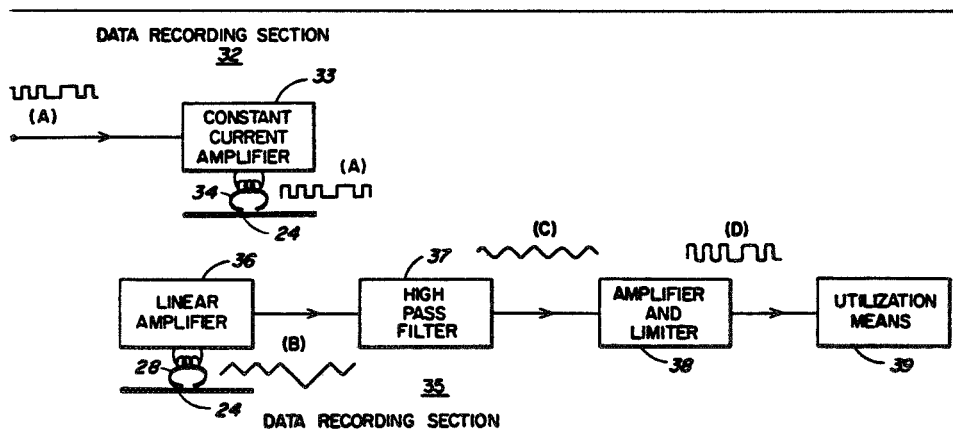 DATA RECORDING SECTION
32
33
(A)
CONSTANT
CURRENT
AMPLIFIER
(A)
34
24
(C)
(D)
36
37
LINEAR
AMPLIFIER
HIGH
PASS
FILTER
AMPLIFIER
AND
LIMITER
UTILIZATION
MEANS
(B)
28
38
39
24
35
DATA RECORDING SECTION